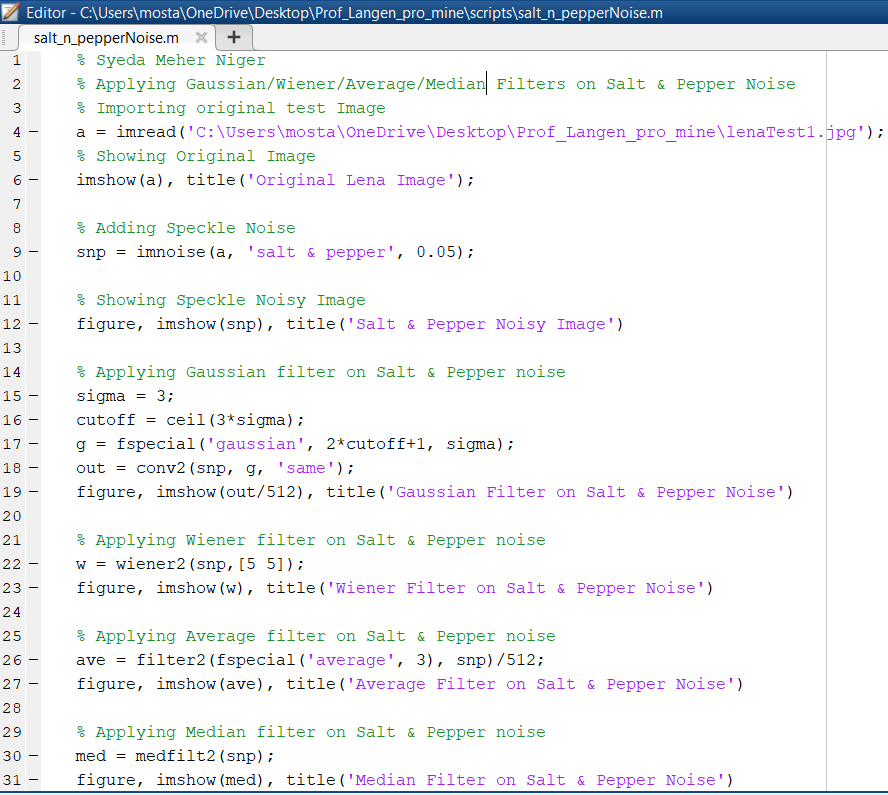 Editor - C:\Users\mosta\OneDrive\Desktop\Prof_Langen_pro_mine\scripts\salt_n_pepperNoise.m
salt_n_pepperNoise.m
1 % Syeda Meher Niger
2 % Applying Gaussian/Wiener/Average/Median Filters on Salt & Pepper Noise
3 % Importing original test Image
4 – a = imread('C:\Users\mosta\OneDrive\Desktop\Prof_Langen_pro_mine\lenaTest1.jpg');
5 % Showing Original Image
6 – imshow(a), title('Original Lena Image');
7
8 % Adding Speckle Noise
9 – snp = imnoise(a, 'salt & pepper', 0.05);
10
11 % Showing Speckle Noisy Image
12 – figure, imshow(snp), title('Salt & Pepper Noisy Image')
13
14 % Applying Gaussian filter on Salt & Pepper noise
15 – sigma = 3;
16 – cutoff = ceil(3*sigma);
17 – g = fspecial('gaussian', 2*cutoff+1, sigma);
18 – out = conv2(snp, g, 'same');
19 – figure, imshow(out/512), title('Gaussian Filter on Salt & Pepper Noise')
20
21 % Applying Wiener filter on Salt & Pepper noise
22 – w = wiener2(snp,[5 5]);
23 – figure, imshow(w), title('Wiener Filter on Salt & Pepper Noise')
24
25 % Applying Average filter on Salt & Pepper noise
26 – ave = filter2(fspecial('average', 3), snp)/512;
27 – figure, imshow(ave), title('Average Filter on Salt & Pepper Noise')
28
29 % Applying Median filter on Salt & Pepper noise
30 – med = medfilt2(snp);
31 – figure, imshow(med), title('Median Filter on Salt & Pepper Noise')